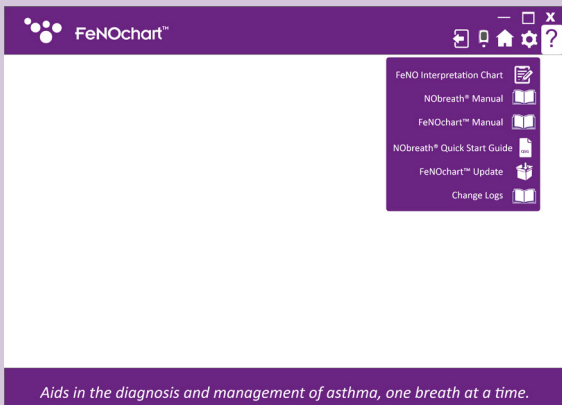 FeNOchart™
?
FeNO Interpretation Chart
NObreath® Manual
FeNOchart™ Manual
NObreath® Quick Start Guide
QSG
FeNOchart™ Update
Change Logs
Aids in the diagnosis and management of asthma, one breath at a time.